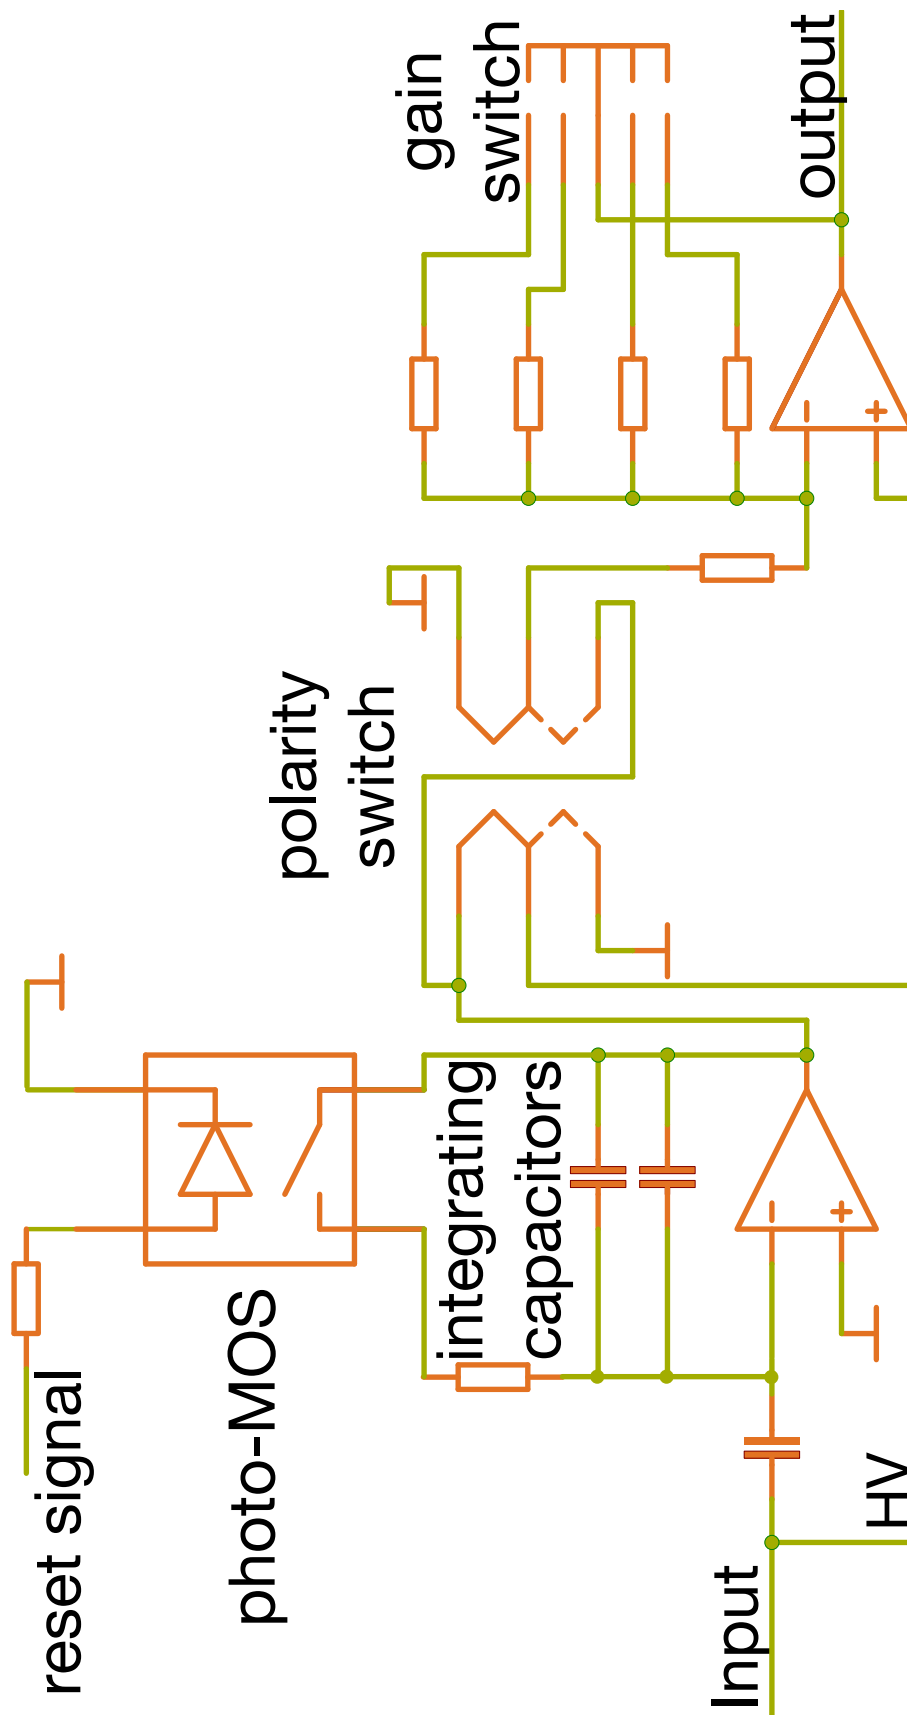 reset signal
photo-MOS
polarity
switch
gain
switch
integrating
capacitors
Input
HV
output